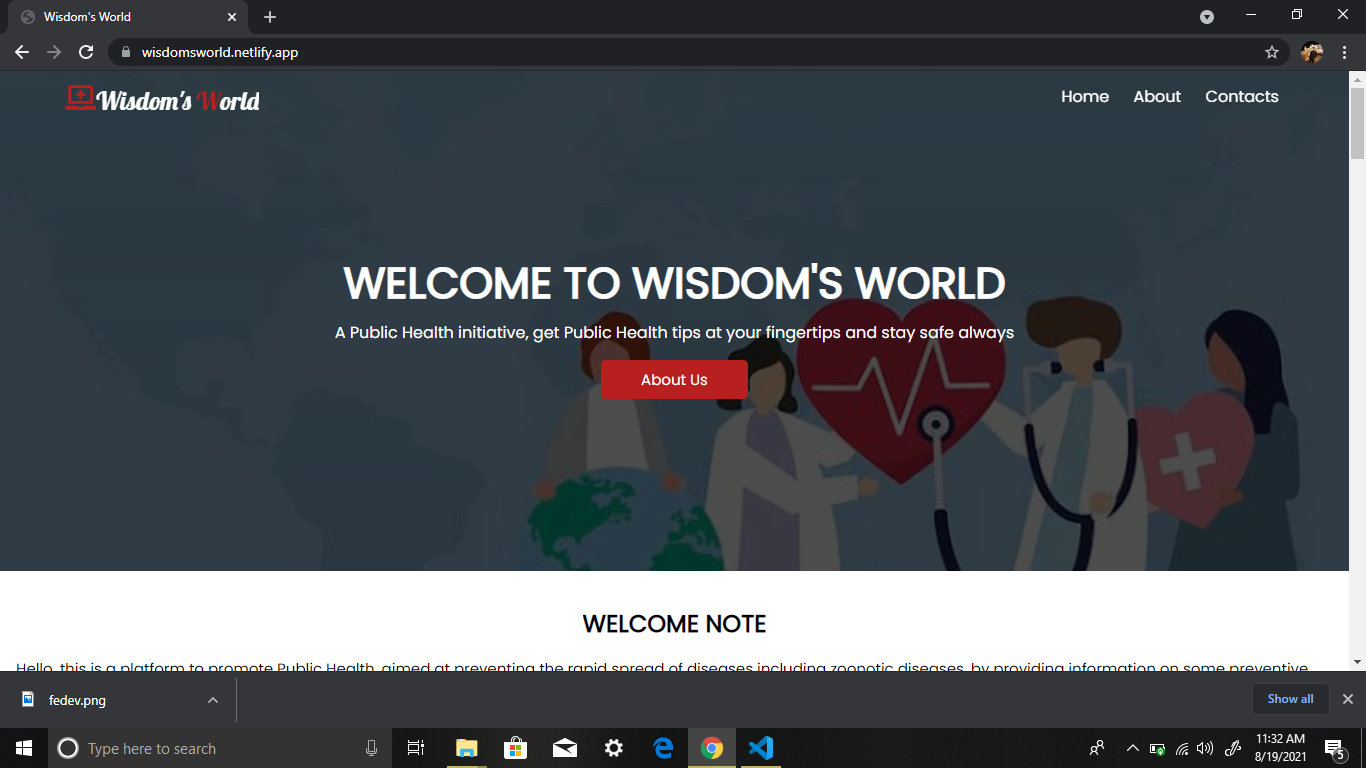 Wisdom's World
wisdomsworld.netlify.app
Wisdom's World
Home About Contacts
WELCOME TO WISDOM'S WORLD
A Public Health initiative, get Public Health tips at your fingertips and stay safe always
About Us
WELCOME NOTE
Hello, this is a platform to promote Public Health, aimed at preventing the rapid spread of diseases including zoonotic diseases, by providing information on some preventive
fedev.png
Show all
Type here to search
11:32 AM
8/19/2021
5